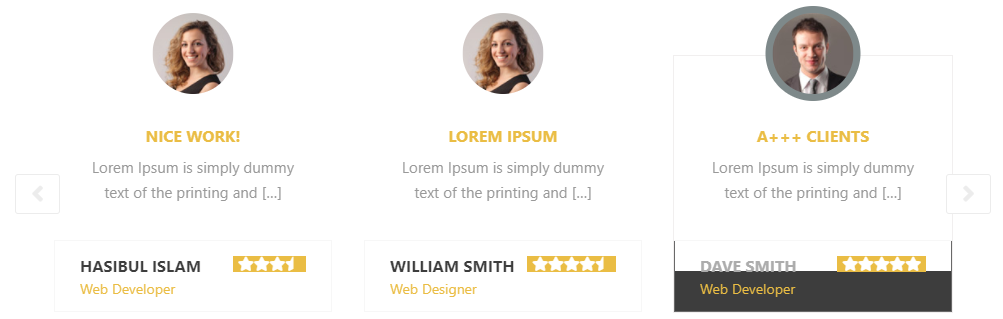 NICE WORK!
Lorem Ipsum is simply dummy
text of the printing and [...]
HASIBUL ISLAM
Web Developer
LOREM IPSUM
Lorem Ipsum is simply dummy
text of the printing and [...]
WILLIAM SMITH
Web Designer
A+++ CLIENTS
Lorem Ipsum is simply dummy
text of the printing and [...]
DAVE SMITH
Web Developer